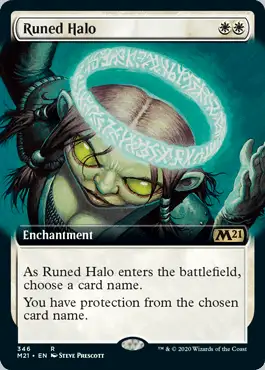 Runed Halo
Enchantment
M21
As Runed Halo enters the battlefield,
choose a card name.
You have protection from the chosen
card name.
346 R
M21 • EN Steve Prescott
™ & © 2020 Wizards of the Coast